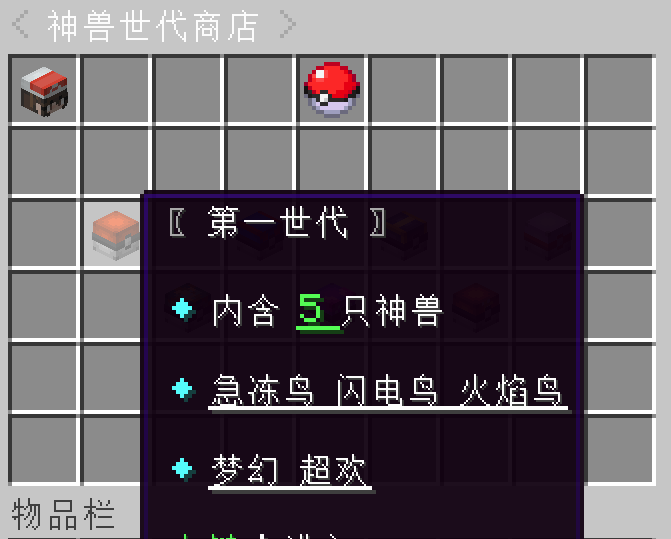 < 神兽世代商店 >
〖 第一世代 〗
内含 5 只神兽
急冻鸟 闪电鸟 火焰鸟
梦幻 超欢
物品栏